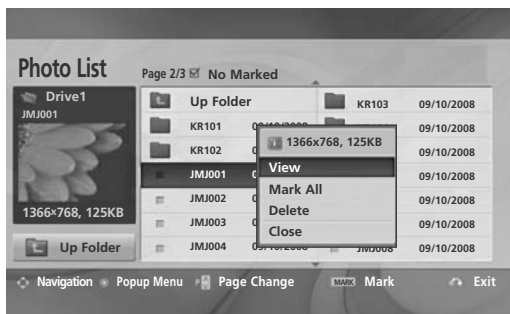 Photo List
Page 2/3 No Marked
Drive1
JMJ001
1366×768, 125KB
Up Folder
Up Folder
KR101
KR102
JMJ001
JMJ002
JMJ003
JMJ004
KR103 09/10/2008
09/10/2008
09/10/2008
09/10/2008
09/10/2008
09/10/2008
JMJ008 09/10/2008
1366x768, 125KB
View
Mark All
Delete
Close
Navigation Popup Menu Page Change MARK Mark Exit